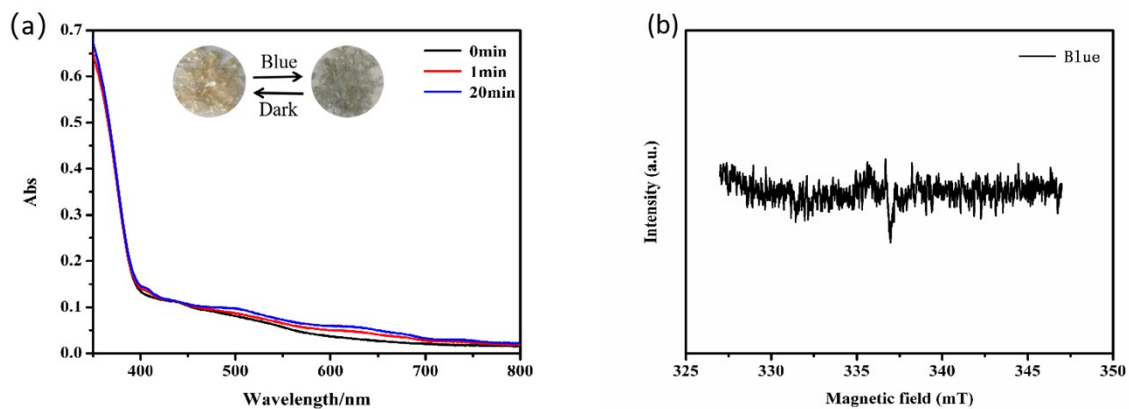 (a)
0.7
0.6
0.5
0.4
0.3
0.2
0.1
0.0
Abs
Blue
Dark
0min
1min
20min
400 500 600 700 800
Wavelength/nm
(b)
Blue
Intensity (a.u.)
325 330 335 340 345 350
Magnetic field (mT)